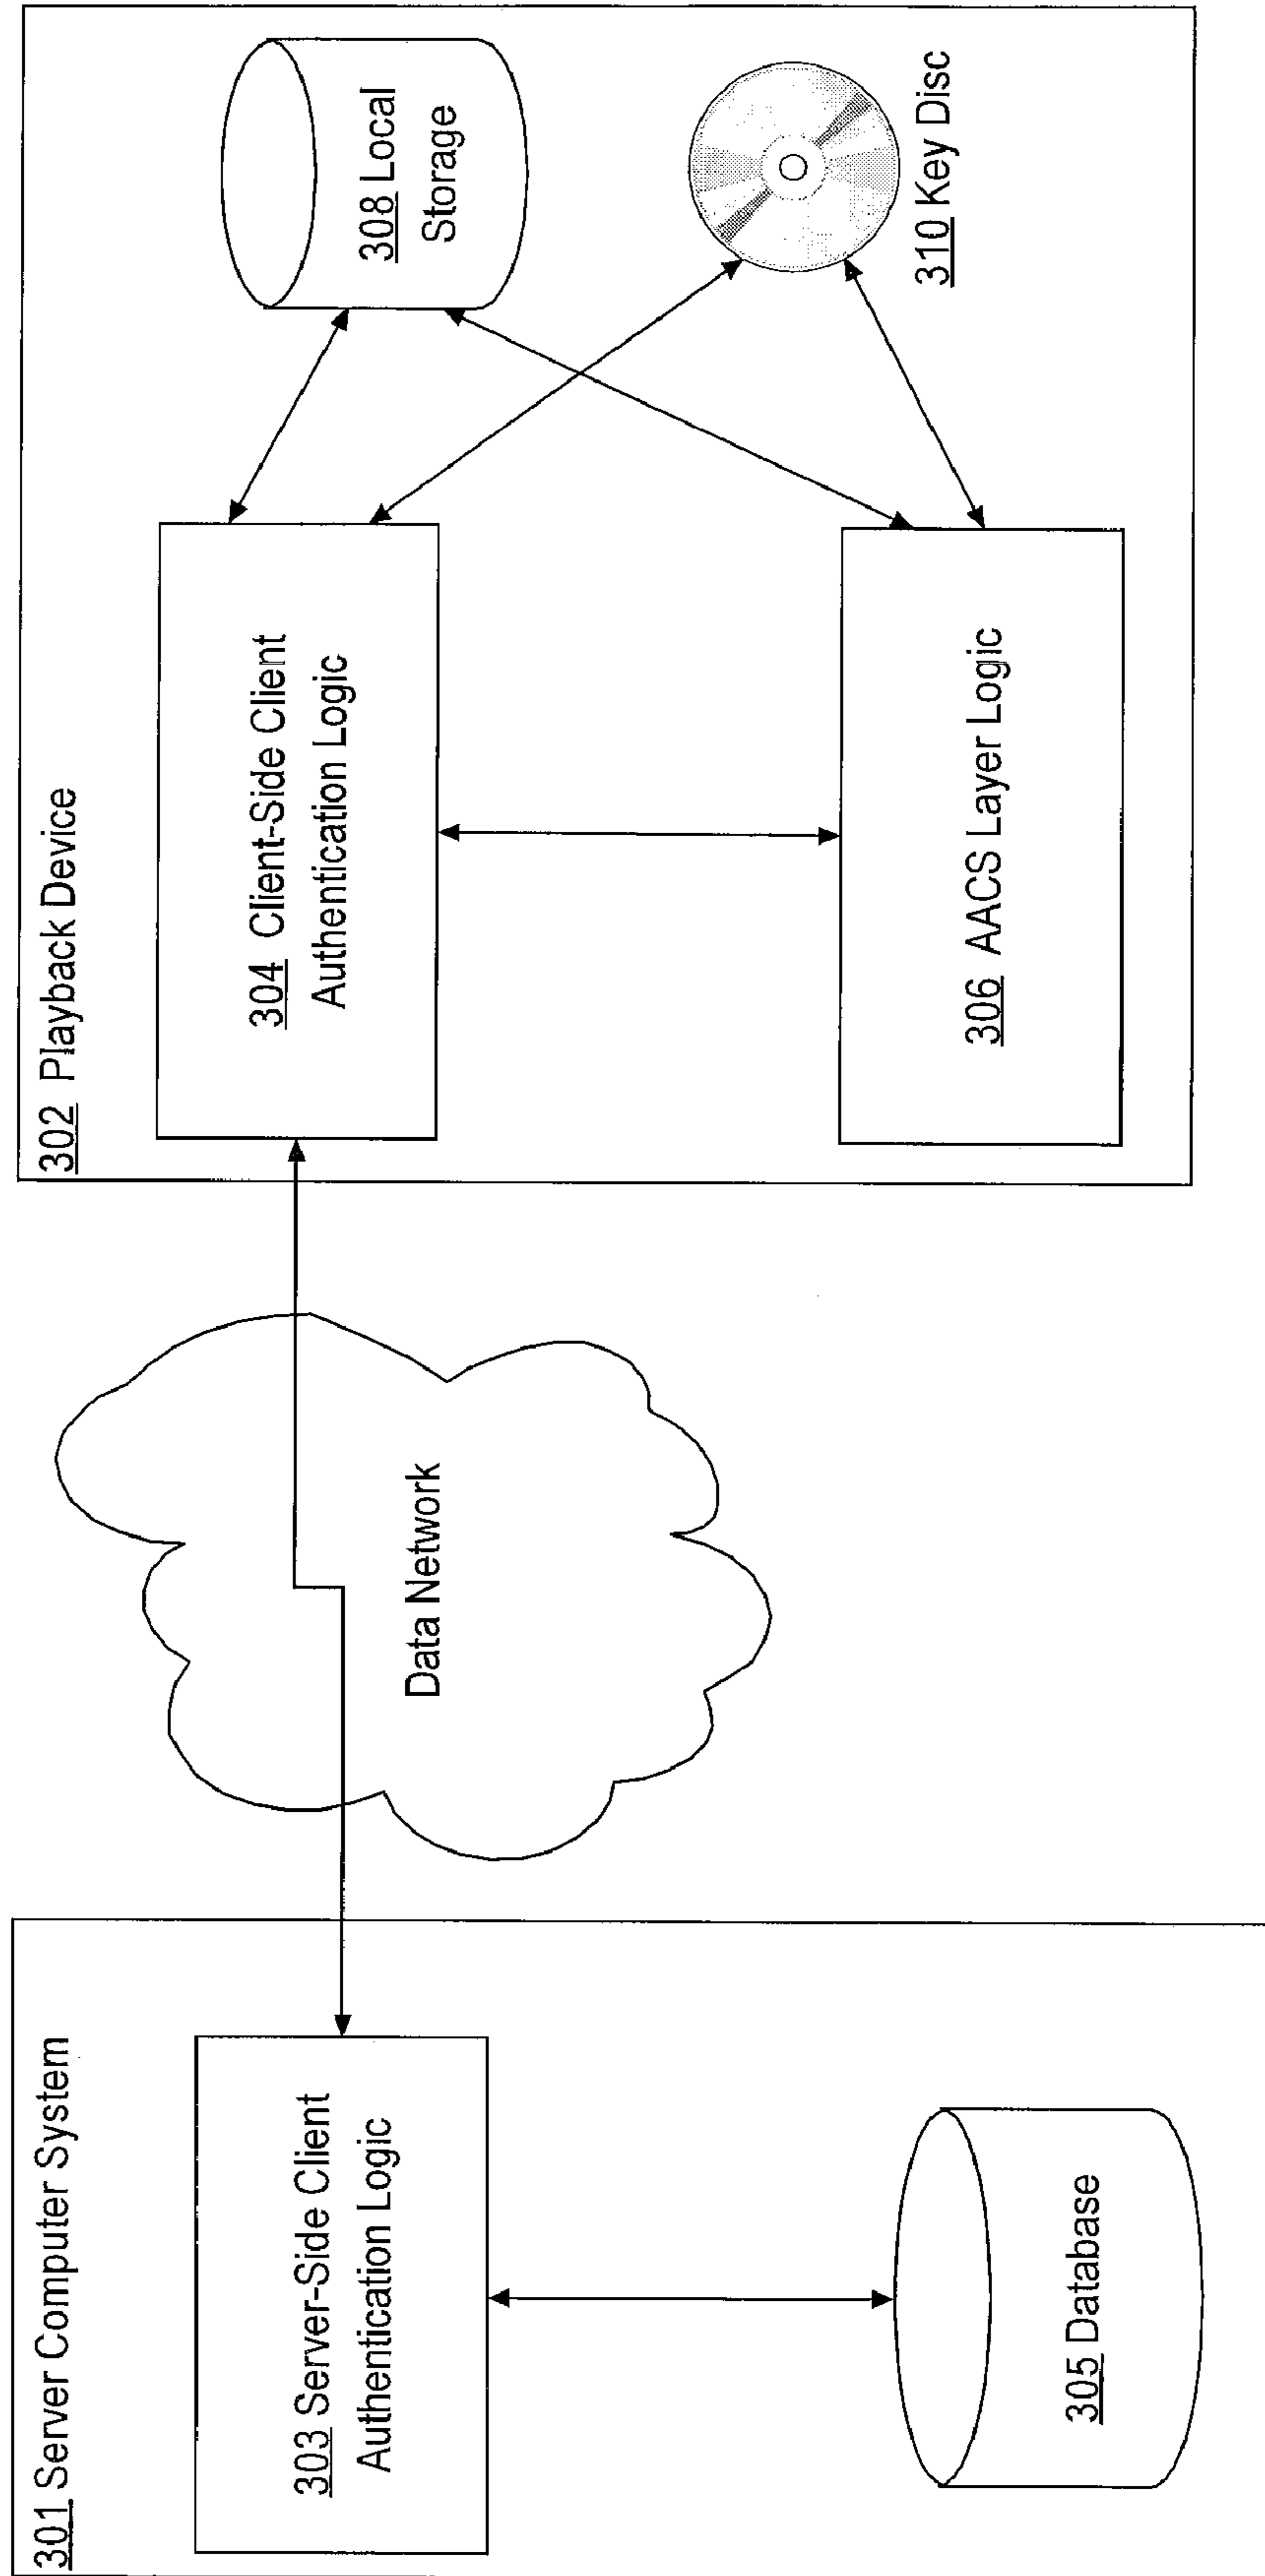 301 Server Computer System
303 Server-Side Client
Authentication Logic
305 Database
Data Network
302 Playback Device
304 Client-Side Client
Authentication Logic
306 AACS Layer Logic
308 Local
Storage
310 Key Disc